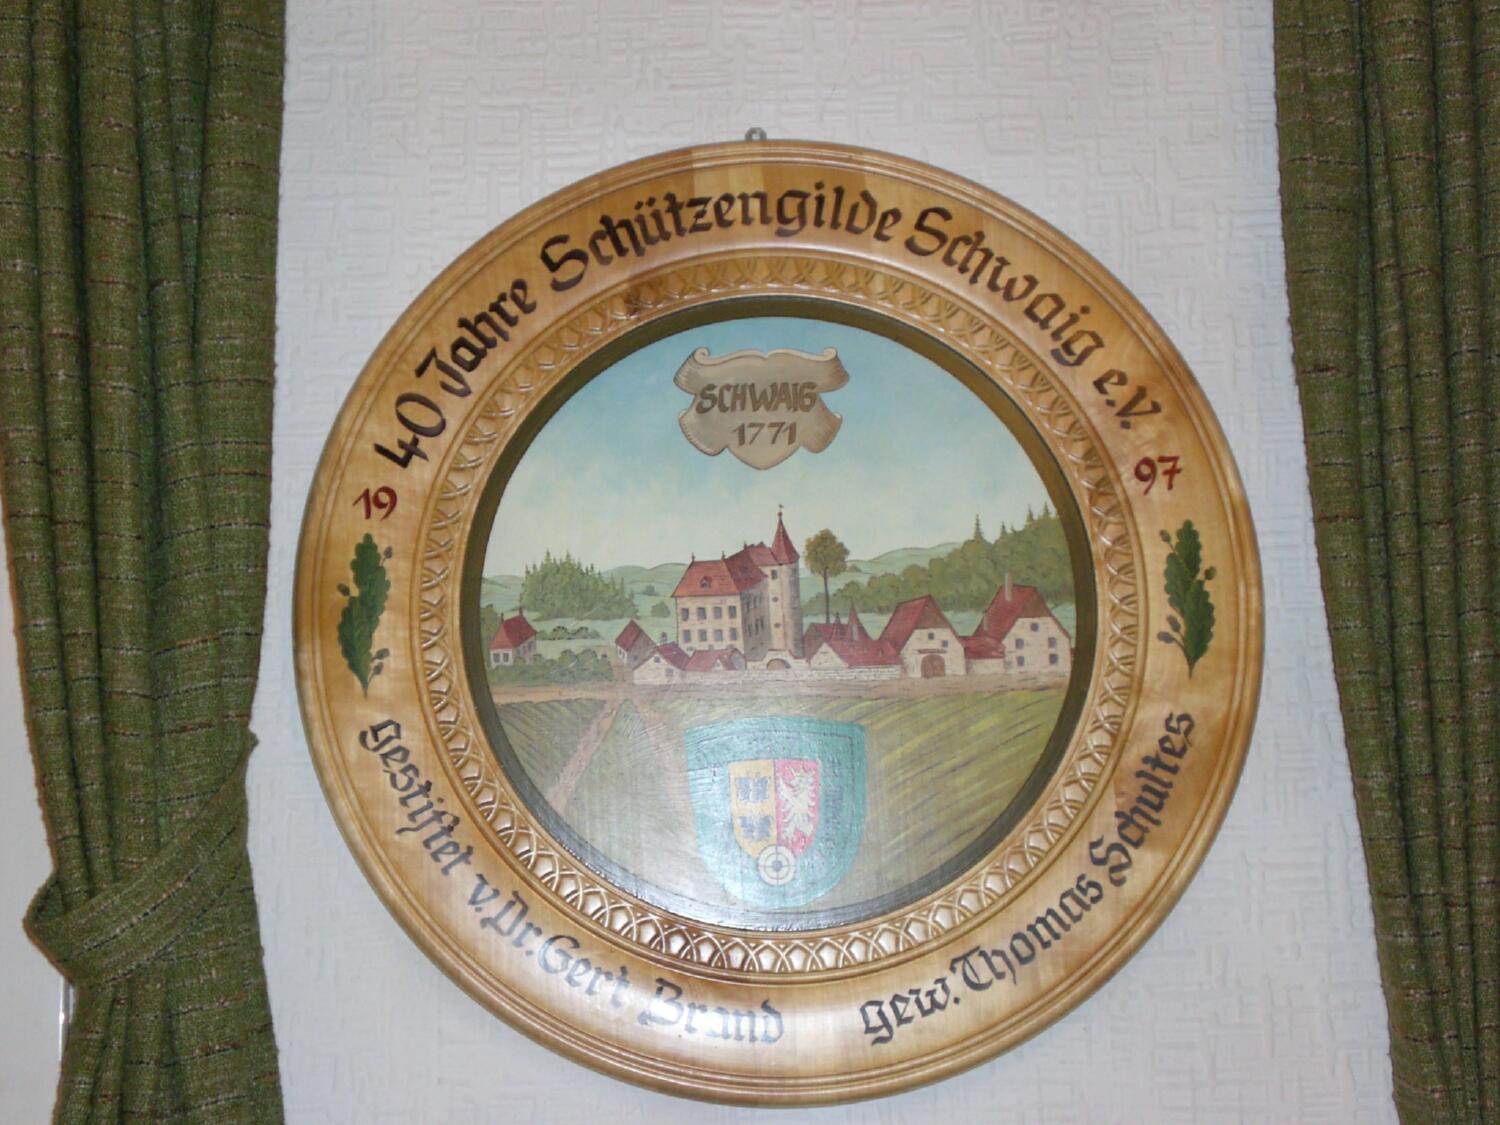 40 Jahre Schützengilde Schwaig e.V.
19 97
SCHWAIG
1771
gestiftet v. Dr. Gert Brand
gew. Thomas Schultes